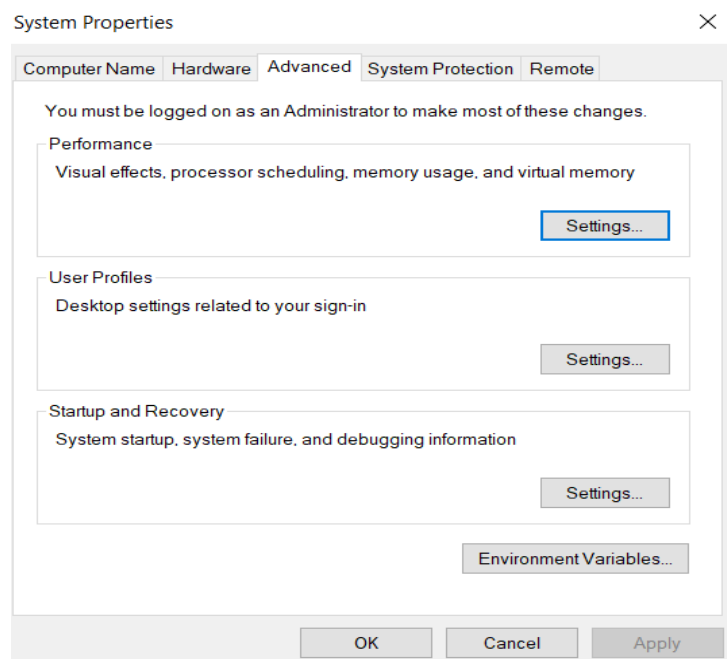 System Properties
Computer Name Hardware Advanced System Protection Remote
You must be logged on as an Administrator to make most of these changes.
Performance
Visual effects, processor scheduling, memory usage, and virtual memory
Settings...
User Profiles
Desktop settings related to your sign-in
Settings...
Startup and Recovery
System startup, system failure, and debugging information
Settings...
Environment Variables...
OK Cancel Apply